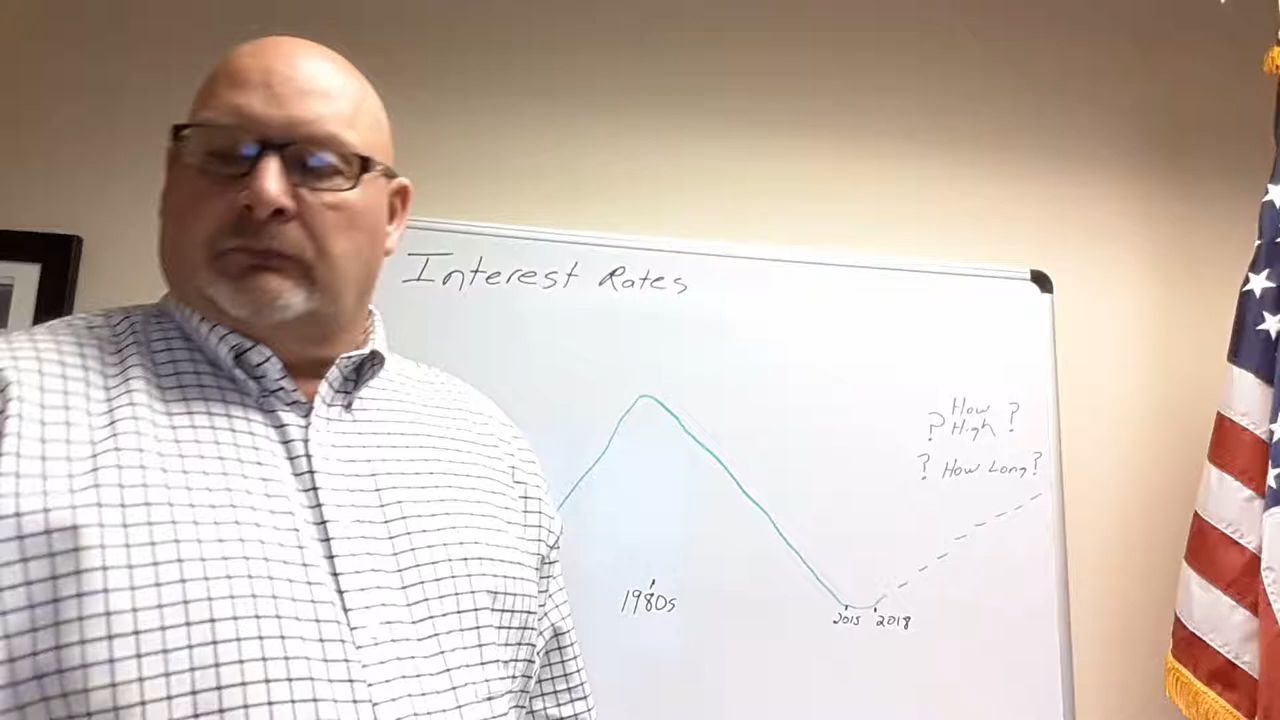 Interest Rates
? How ?
High
? How Long?
1980s
2015 2018